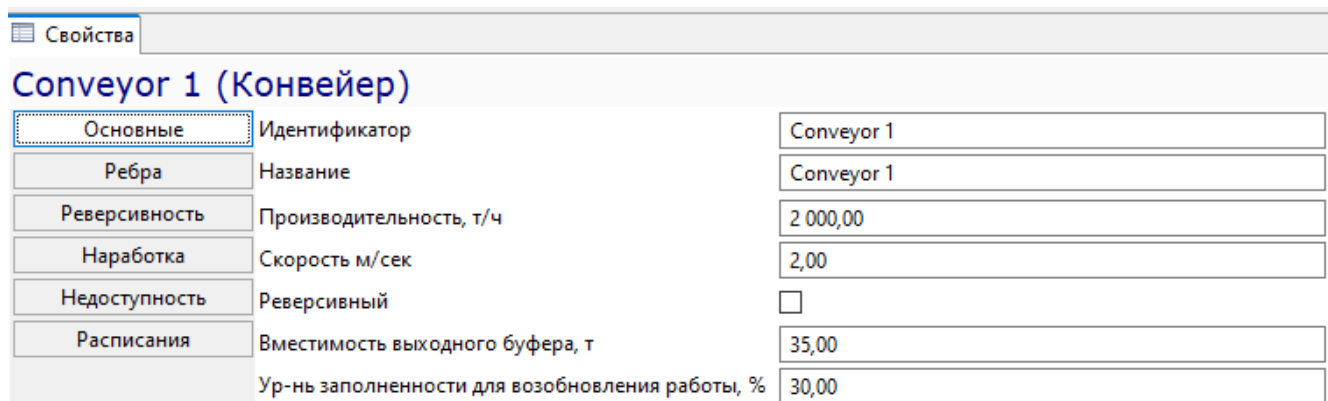 Свойства
Conveyor 1 (Конвейер)
Основные Идентификатор Conveyor 1
Ребра Название Conveyor 1
Реверсивность Производительность, т/ч 2 000,00
Наработка Скорость м/сек 2,00
Недоступность Реверсивный
Расписания Вместимость выходного буфера, т 35,00
Ур-нь заполненности для возобновления работы, % 30,00